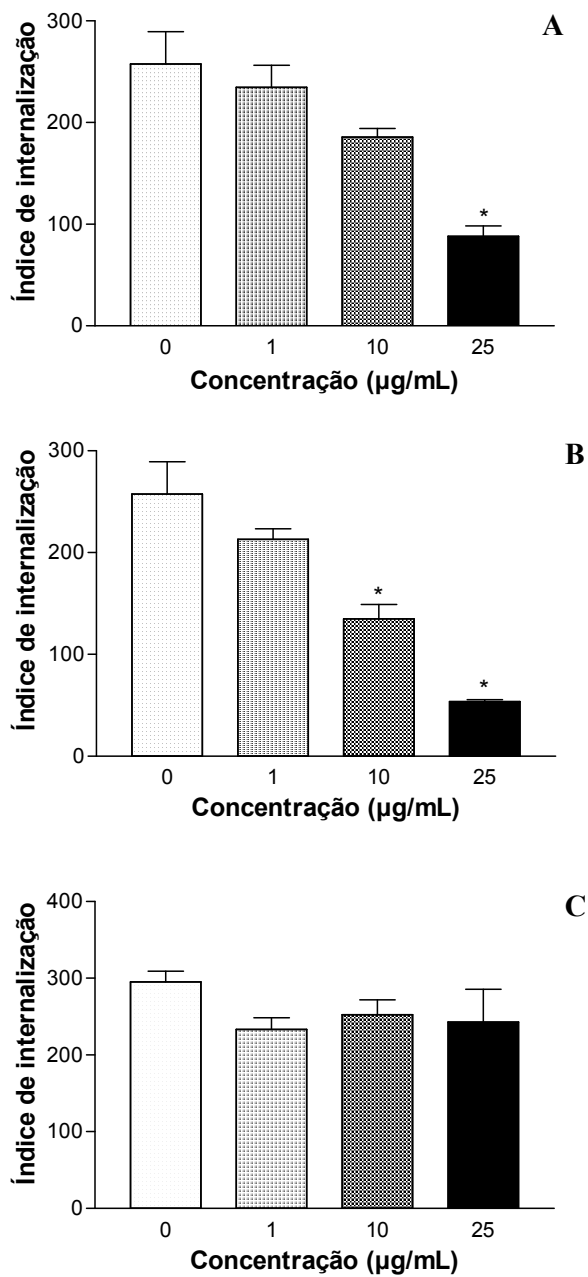 A
Índice de internalização
300
200
100
0
*
0 1 10 25
Concentração (µg/mL)
B
Índice de internalização
300
200
100
0
*
*
0 1 10 25
Concentração (µg/mL)
C
Índice de internalização
400
300
200
100
0
0 1 10 25
Concentração (µg/mL)